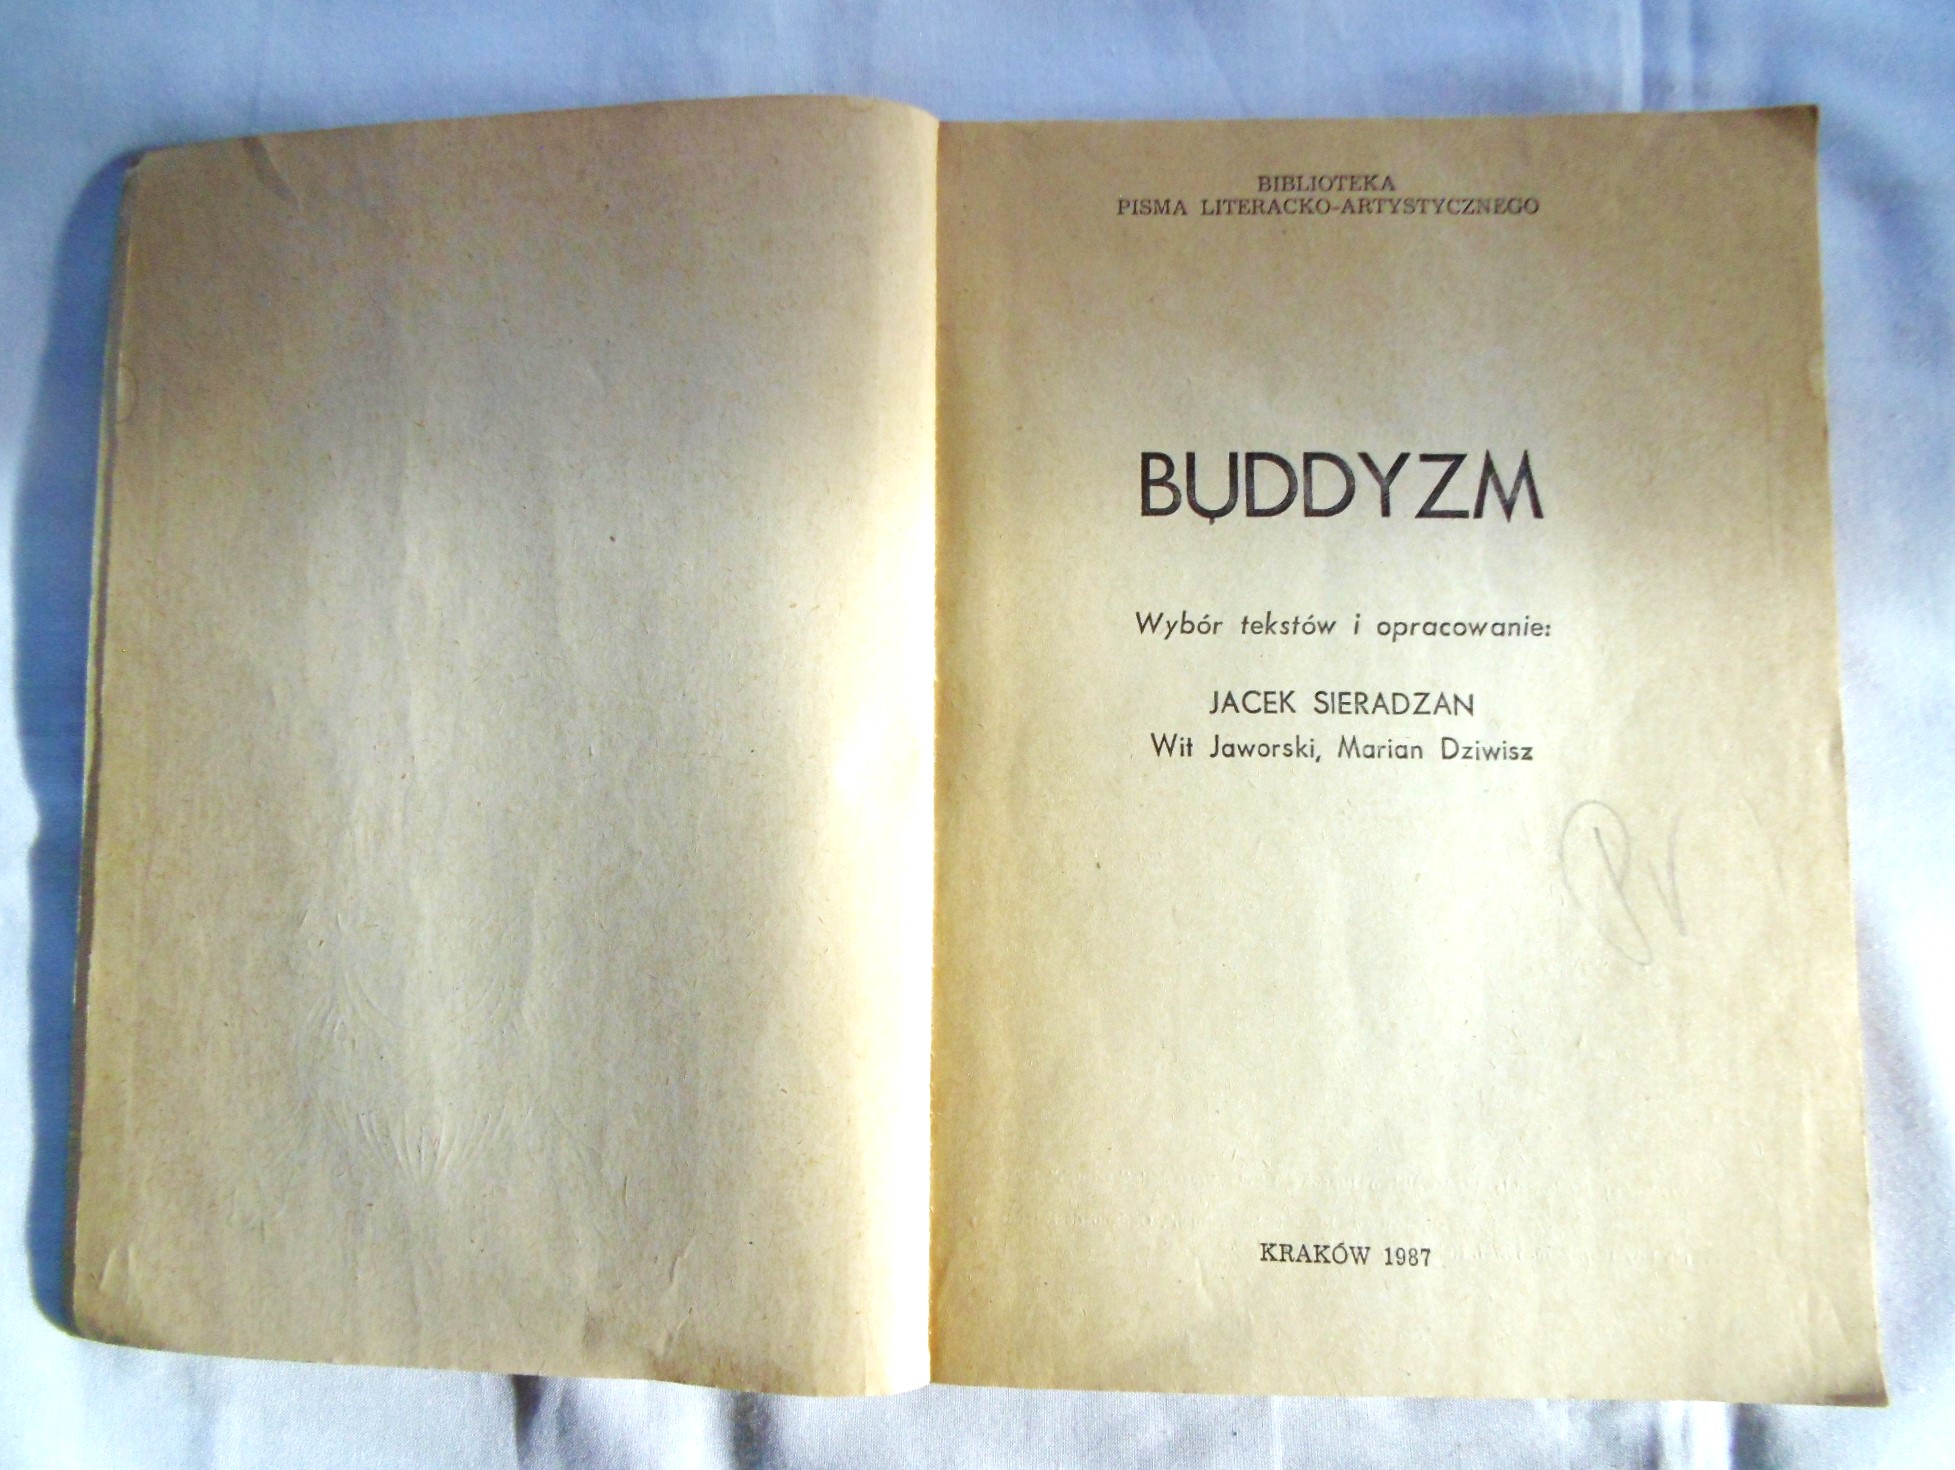 BIBLIOTEKA
PISMA LITERACKO-ARTYSTYCZNEGO
BUDDYZM
Wybór tekstów i opracowanie:
JACEK SIERADZAN
Wit Jaworski, Marian Dziwisz
KRAKÓW 1987